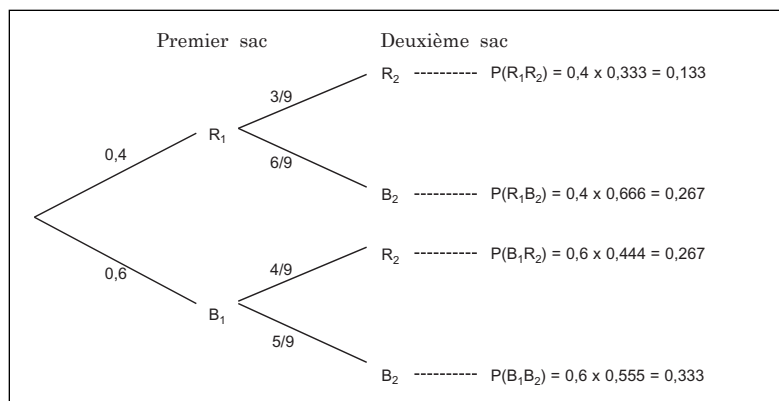 Premier sac Deuxième sac
R₂ ----------- P(R₁R₂) = 0,4 x 0,333 = 0,133
3/9
R₁
0,4
6/9
B₂ ----------- P(R₁B₂) = 0,4 x 0,666 = 0,267
R₂ ----------- P(B₁R₂) = 0,6 x 0,444 = 0,267
4/9
0,6
B₁
5/9
B₂ ----------- P(B₁B₂) = 0,6 x 0,555 = 0,333